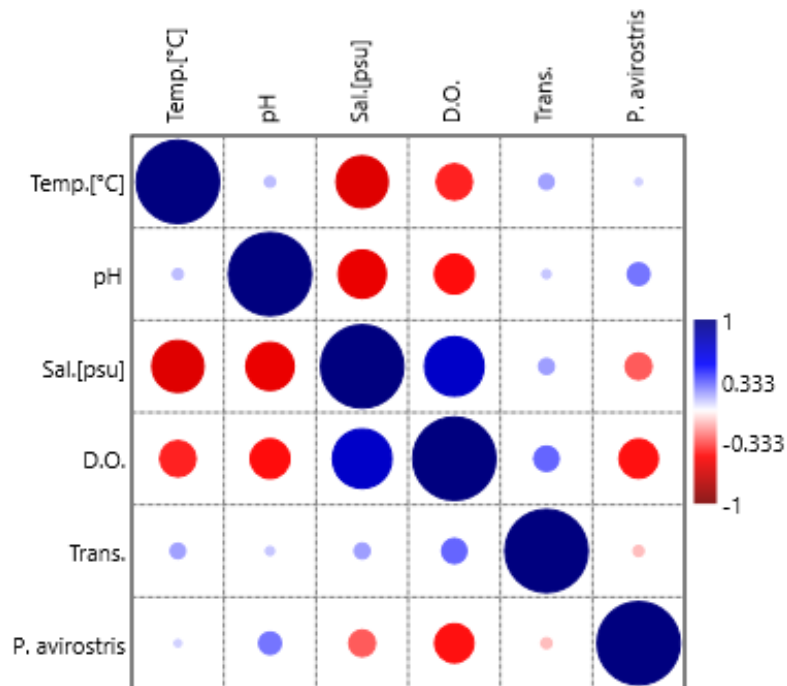 Temp.[°C]
pH
Sal.[psu]
D.O.
Trans.
P. avirostris
Temp.[°C]
pH
Sal.[psu]
D.O.
Trans.
P. avirostris
1
0.333
-0.333
-1